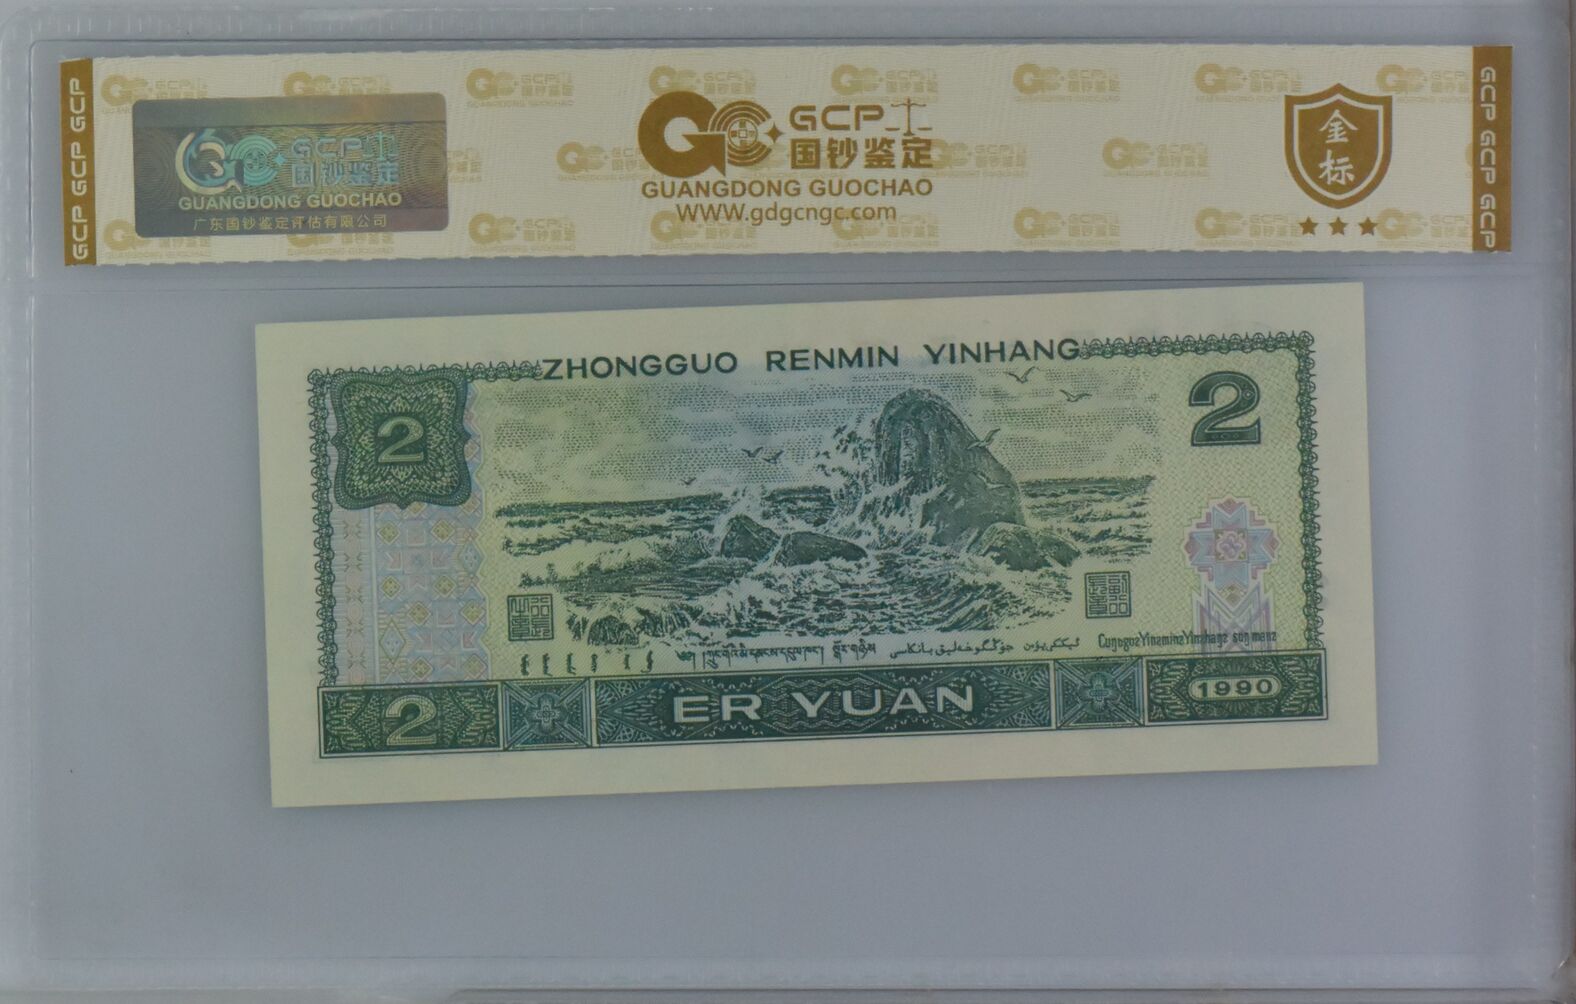 GCP GCP GCP
GCP
国钞鉴定
GUANGDONG GUOCHAO
广东国钞鉴定评估有限公司
GCP
国钞鉴定
GUANGDONG GUOCHAO
WWW.gdgcngc.com
金
标
GCP GCP GCP
ZHONGGUO RENMIN YINHANG
2
2
2
ER YUAN
1990